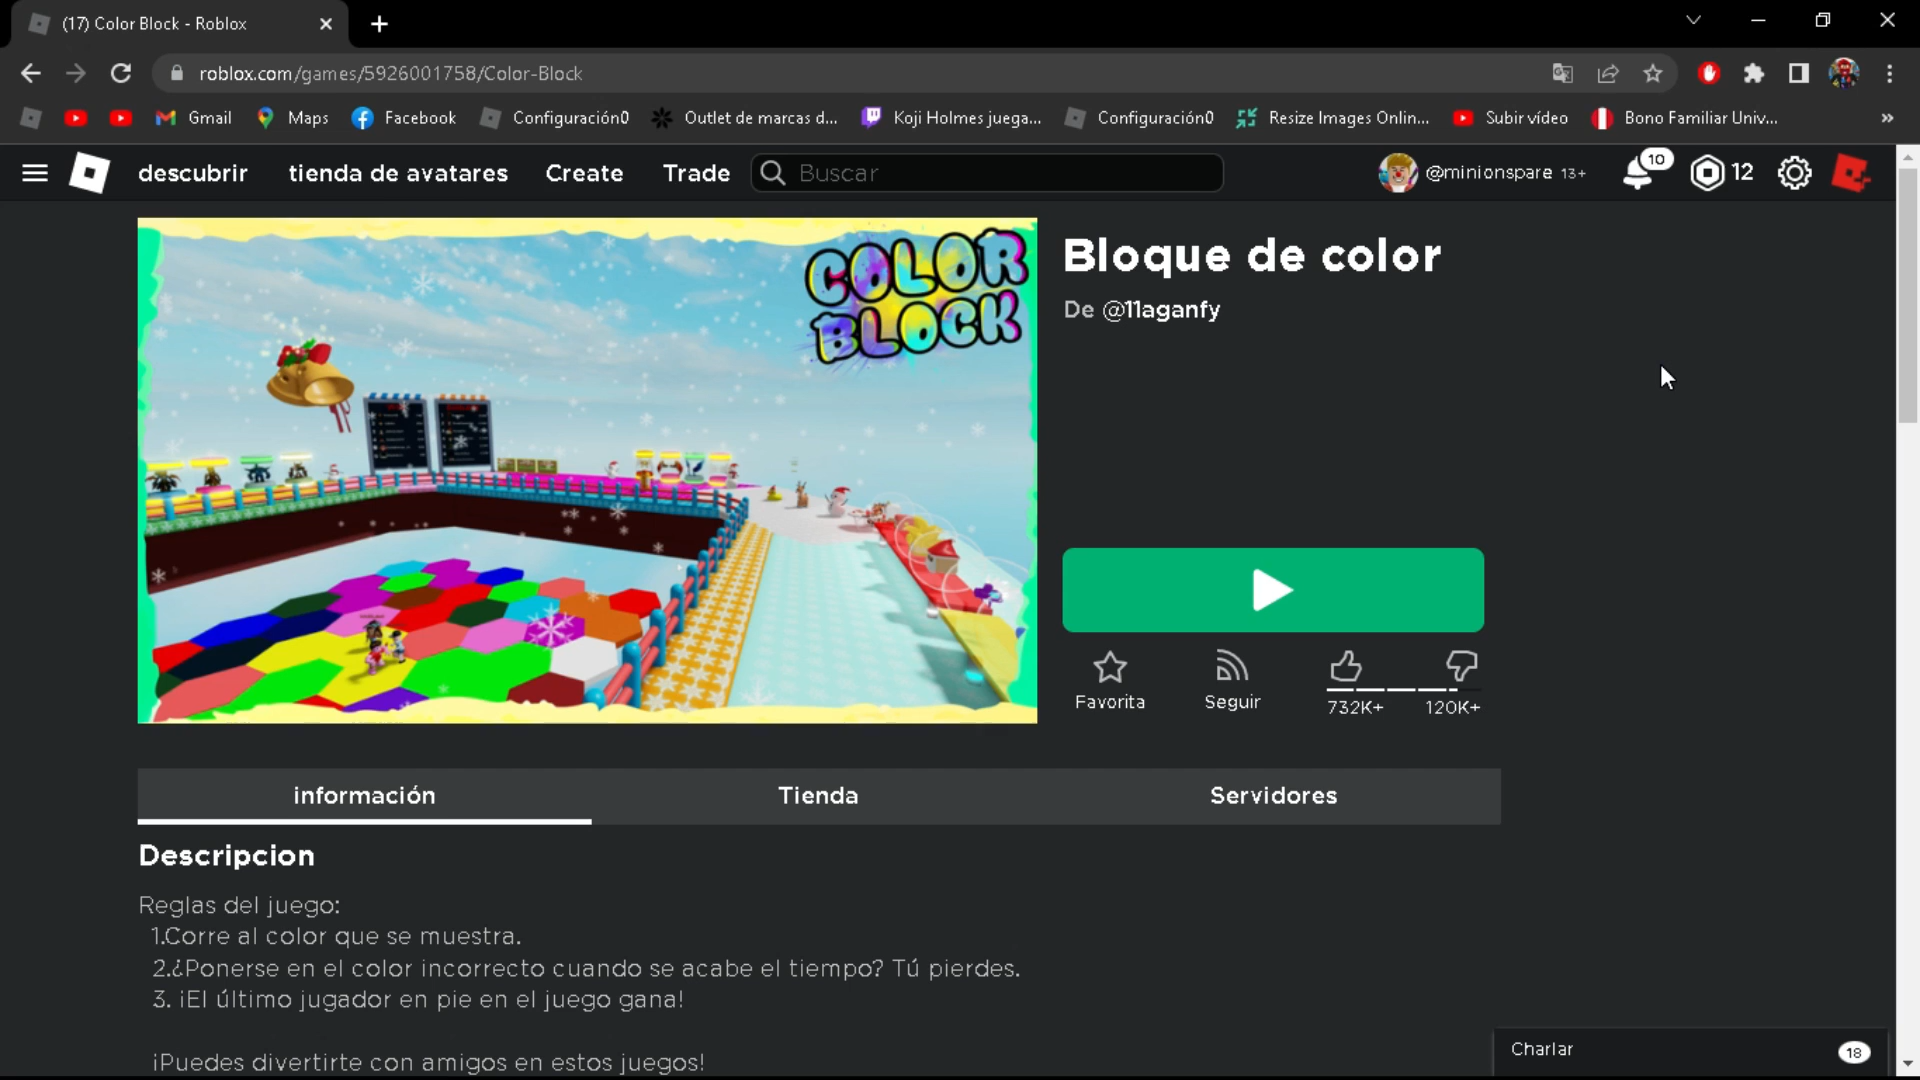 (17) Color Block - Roblox
roblox.com/games/5926001758/Color-Block
Gmail Maps Facebook Configuración0 Outlet de marcas d... Koji Holmes juega... Configuración0 Resize Images Onlin... Subir vídeo Bono Familiar Univ... »
descubrir tienda de avatares Create Trade Buscar @minionspare 13+ 10 12
COLOR
BLOCK
Bloque de color
De @11aganfy
Favorita Seguir 732K+ 120K+
información Tienda Servidores
Descripcion
Reglas del juego:
1.Corre al color que se muestra.
2.¿Ponerse en el color incorrecto cuando se acabe el tiempo? Tú pierdes.
3. ¡El último jugador en pie en el juego gana!
¡Puedes divertirte con amigos en estos juegos!
Charlar 18